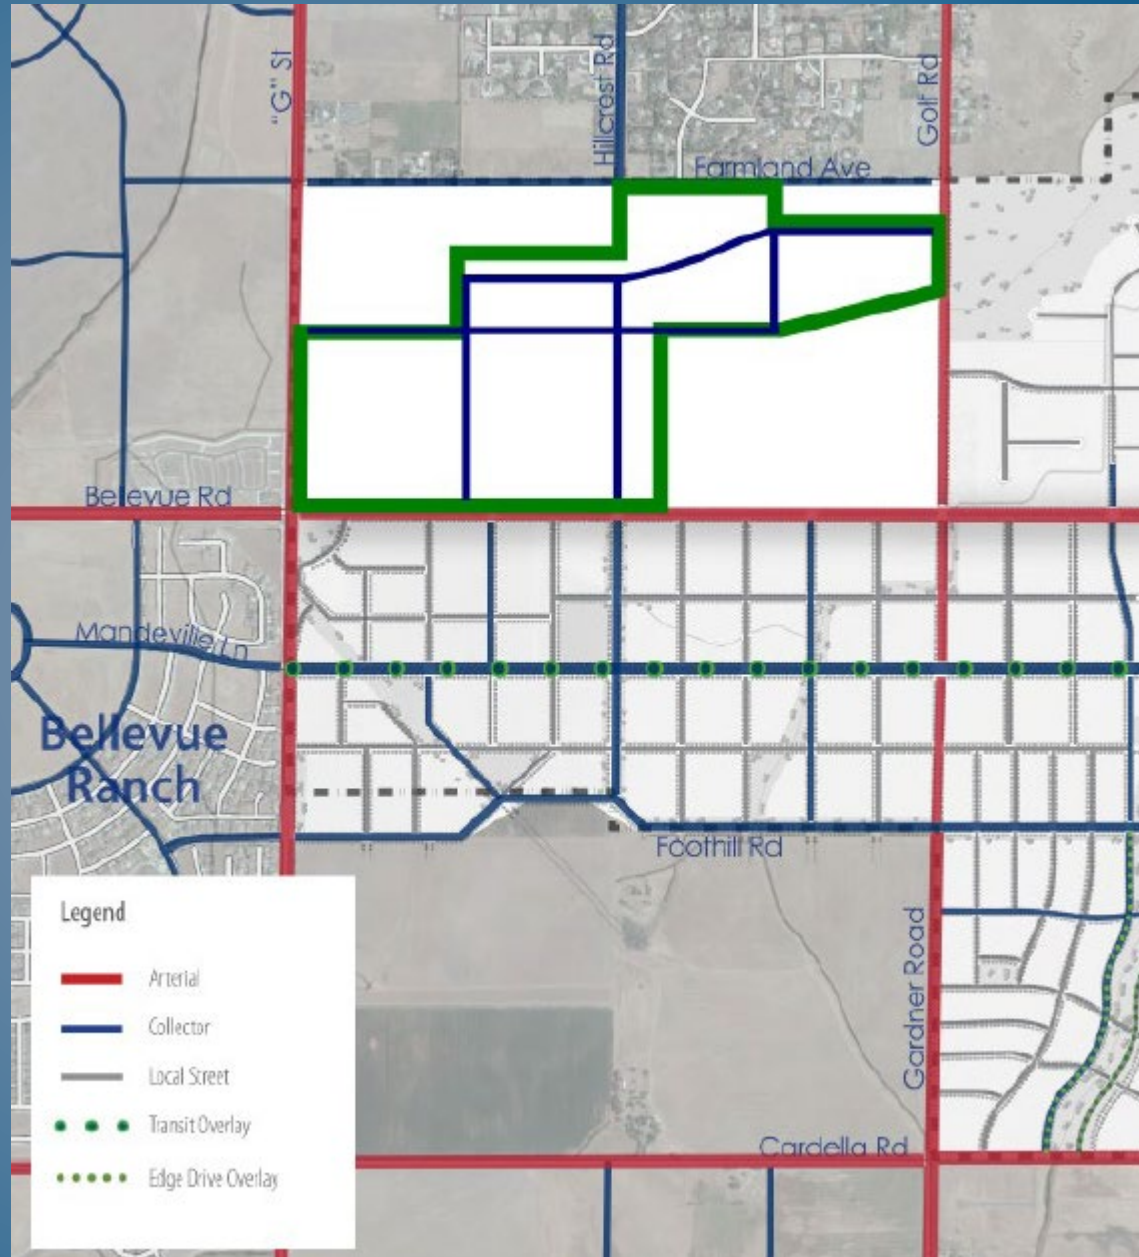 "G" St
Hillcrest Rd
Golf Rd
Farmland Ave
Bellevue Rd
Mandeville Ln
Bellevue
Ranch
Foothill Rd
Gardner Road
Cardella Rd
Legend
Arterial
Collector
Local Street
Transit Overlay
Edge Drive Overlay